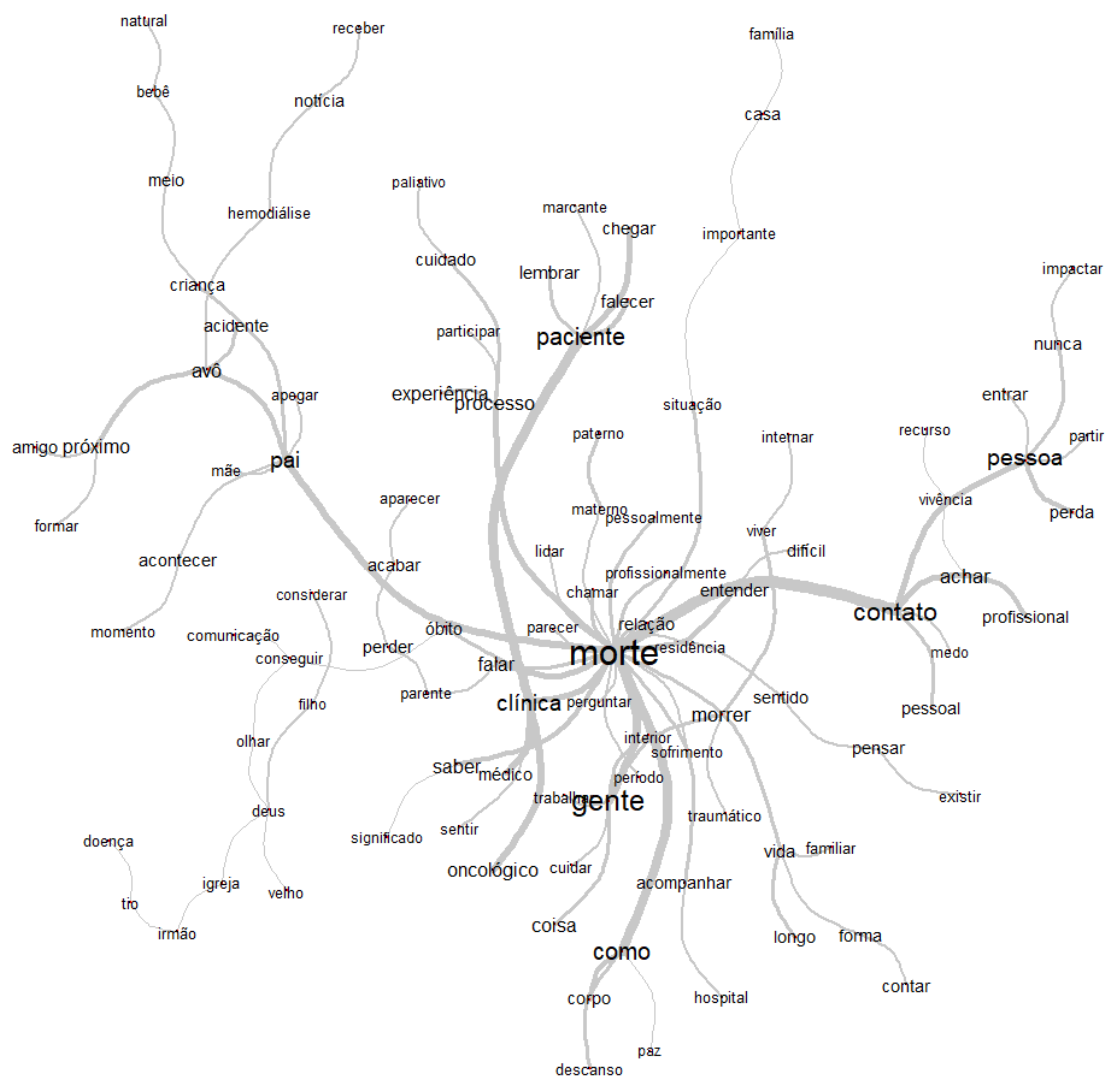 natural
receber
família
bebê
notícia
casa
meio
paliativo
hemodiálise
marcante
chegar
importante
cuidado
lembrar
impactar
criança
falecer
acidente
participar
paciente
nunca
avô
apegar
experiência
processo
situação
entrar
amigo
próximo
pai
paterno
internar
recurso
partir
pessoa
mãe
aparecer
materno
pessoalmente
vivência
perda
formar
acontecer
acabar
lidar
viver
difícil
profissionalmente
achar
considerar
chamar
entender
contato
profissional
momento
comunicação
óbito
parecer
relação
conseguir
perder
falar
morte
residência
medo
parente
filho
clínica
perguntar
morrer
sentido
pessoal
olhar
interior
sofrimento
pensar
saber
médico
período
trabalhar
gente
existir
deus
traumático
significado
sentir
doença
vida
familiar
oncológico
cuidar
igreja
velho
acompanhar
tio
irmão
coisa
longo
forma
como
contar
corpo
hospital
paz
descanso